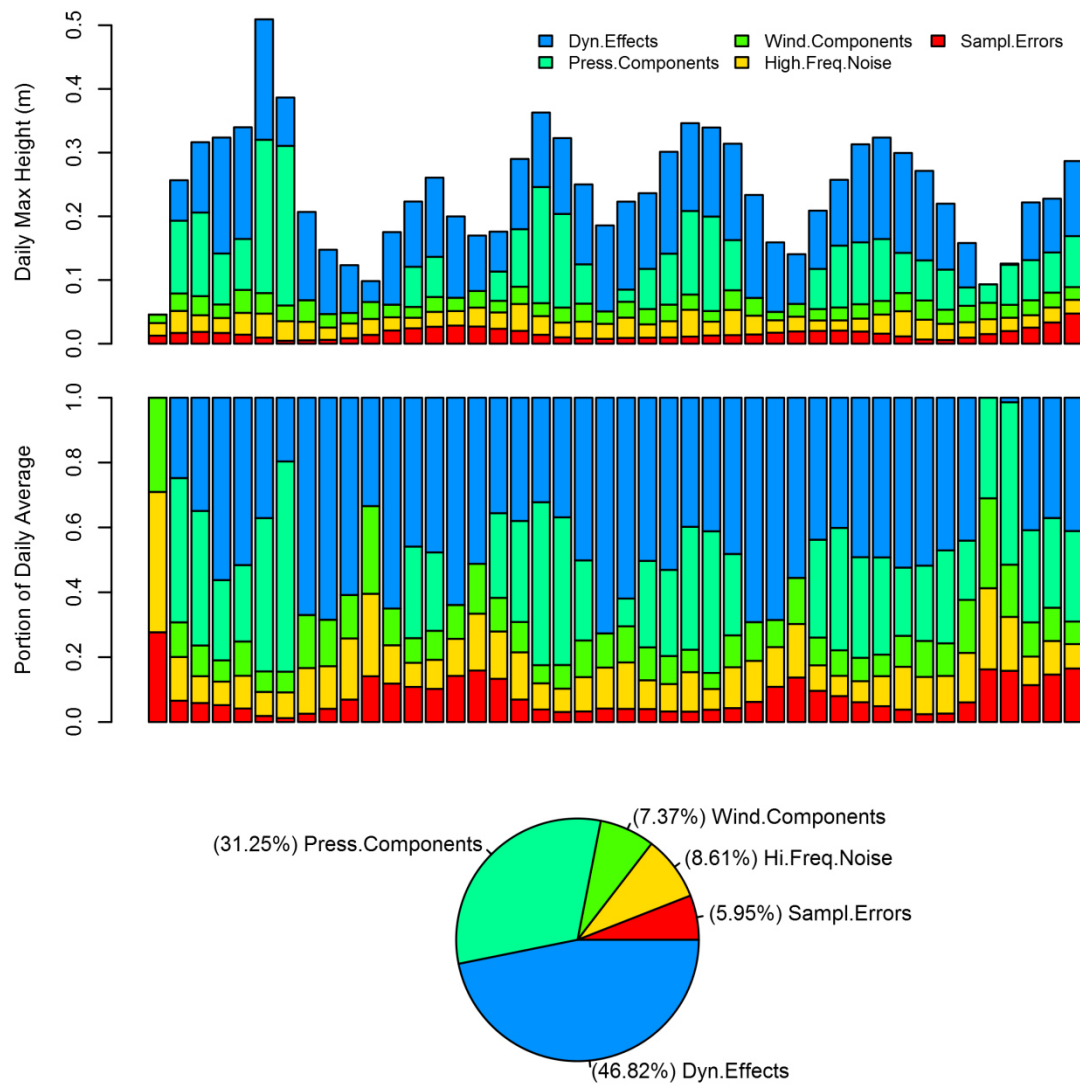 Daily Max Height (m)
0.5
0.4
0.3
0.2
0.1
0.0
Dyn.Effects Wind.Components Sampl.Errors
Press.Components High.Freq.Noise
Portion of Daily Average
1.0
0.8
0.6
0.4
0.2
0.0
(7.37%) Wind.Components
(31.25%) Press.Components
(8.61%) Hi.Freq.Noise
(5.95%) Sampl.Errors
(46.82%) Dyn.Effects